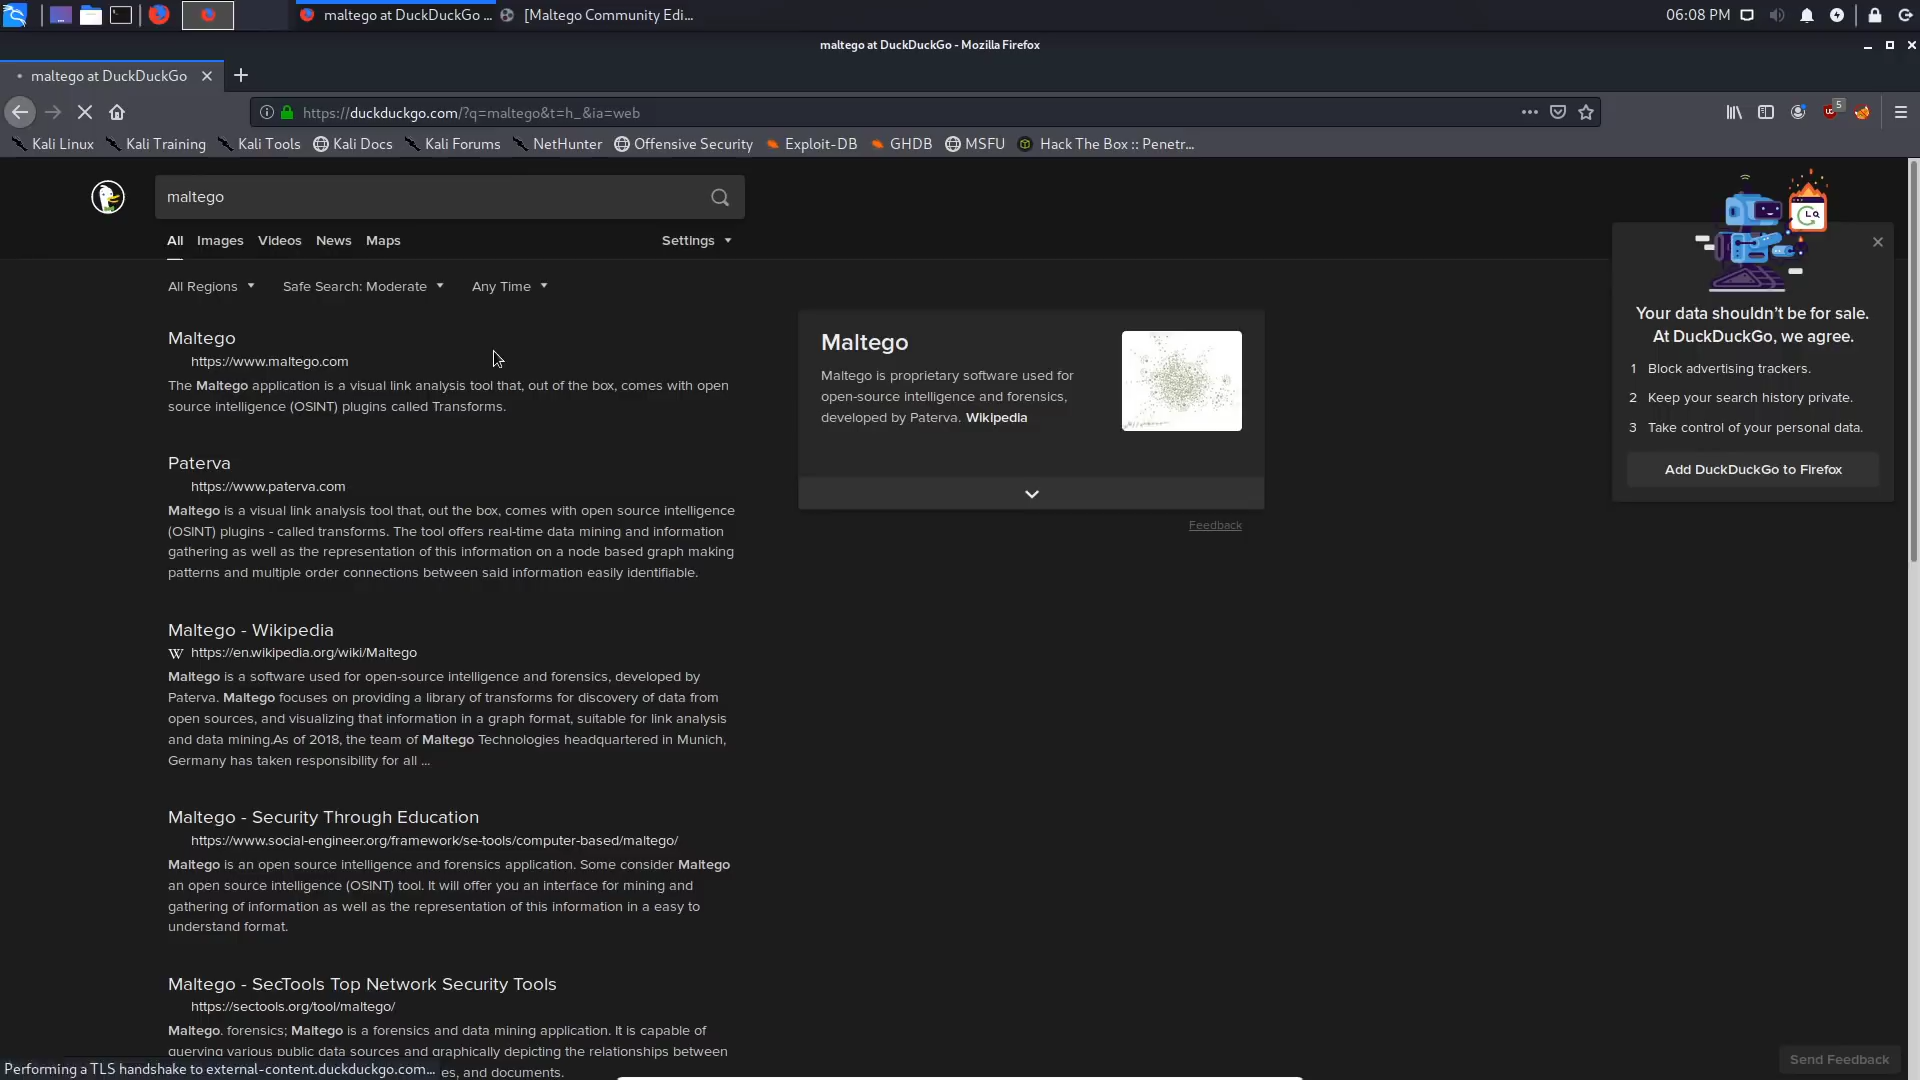 maltego at DuckDuckGo ...
[Maltego Community Edi...
06:08 PM
maltego at DuckDuckGo - Mozilla Firefox
maltego at DuckDuckGo
https://duckduckgo.com/?q=maltego&t=h_&ia=web
5
Kali Linux
Kali Training
Kali Tools
Kali Docs
Kali Forums
NetHunter
Offensive Security
Exploit-DB
GHDB
MSFU
Hack The Box :: Penetr...
maltego
All
Images
Videos
News
Maps
Settings
All Regions
Safe Search: Moderate
Any Time
Maltego
https://www.maltego.com
The Maltego application is a visual link analysis tool that, out of the box, comes with open
source intelligence (OSINT) plugins called Transforms.
Paterva
https://www.paterva.com
Maltego is a visual link analysis tool that, out the box, comes with open source intelligence
(OSINT) plugins - called transforms. The tool offers real-time data mining and information
gathering as well as the representation of this information on a node based graph making
patterns and multiple order connections between said information easily identifiable.
Maltego - Wikipedia
W https://en.wikipedia.org/wiki/Maltego
Maltego is a software used for open-source intelligence and forensics, developed by
Paterva. Maltego focuses on providing a library of transforms for discovery of data from
open sources, and visualizing that information in a graph format, suitable for link analysis
and data mining.As of 2018, the team of Maltego Technologies headquartered in Munich,
Germany has taken responsibility for all ...
Maltego - Security Through Education
https://www.social-engineer.org/framework/se-tools/computer-based/maltego/
Maltego is an open source intelligence and forensics application. Some consider Maltego
an open source intelligence (OSINT) tool. It will offer you an interface for mining and
gathering of information as well as the representation of this information in a easy to
understand format.
Maltego - SecTools Top Network Security Tools
https://sectools.org/tool/maltego/
Maltego. forensics; Maltego is a forensics and data mining application. It is capable of
querying various public data sources and graphically depicting the relationships between
es, and documents.
Performing a TLS handshake to external-content.duckduckgo.com...
Maltego
Maltego is proprietary software used for
open-source intelligence and forensics,
developed by Paterva. Wikipedia
Feedback
Your data shouldn't be for sale.
At DuckDuckGo, we agree.
1 Block advertising trackers.
2 Keep your search history private.
3 Take control of your personal data.
Add DuckDuckGo to Firefox
Send Feedback